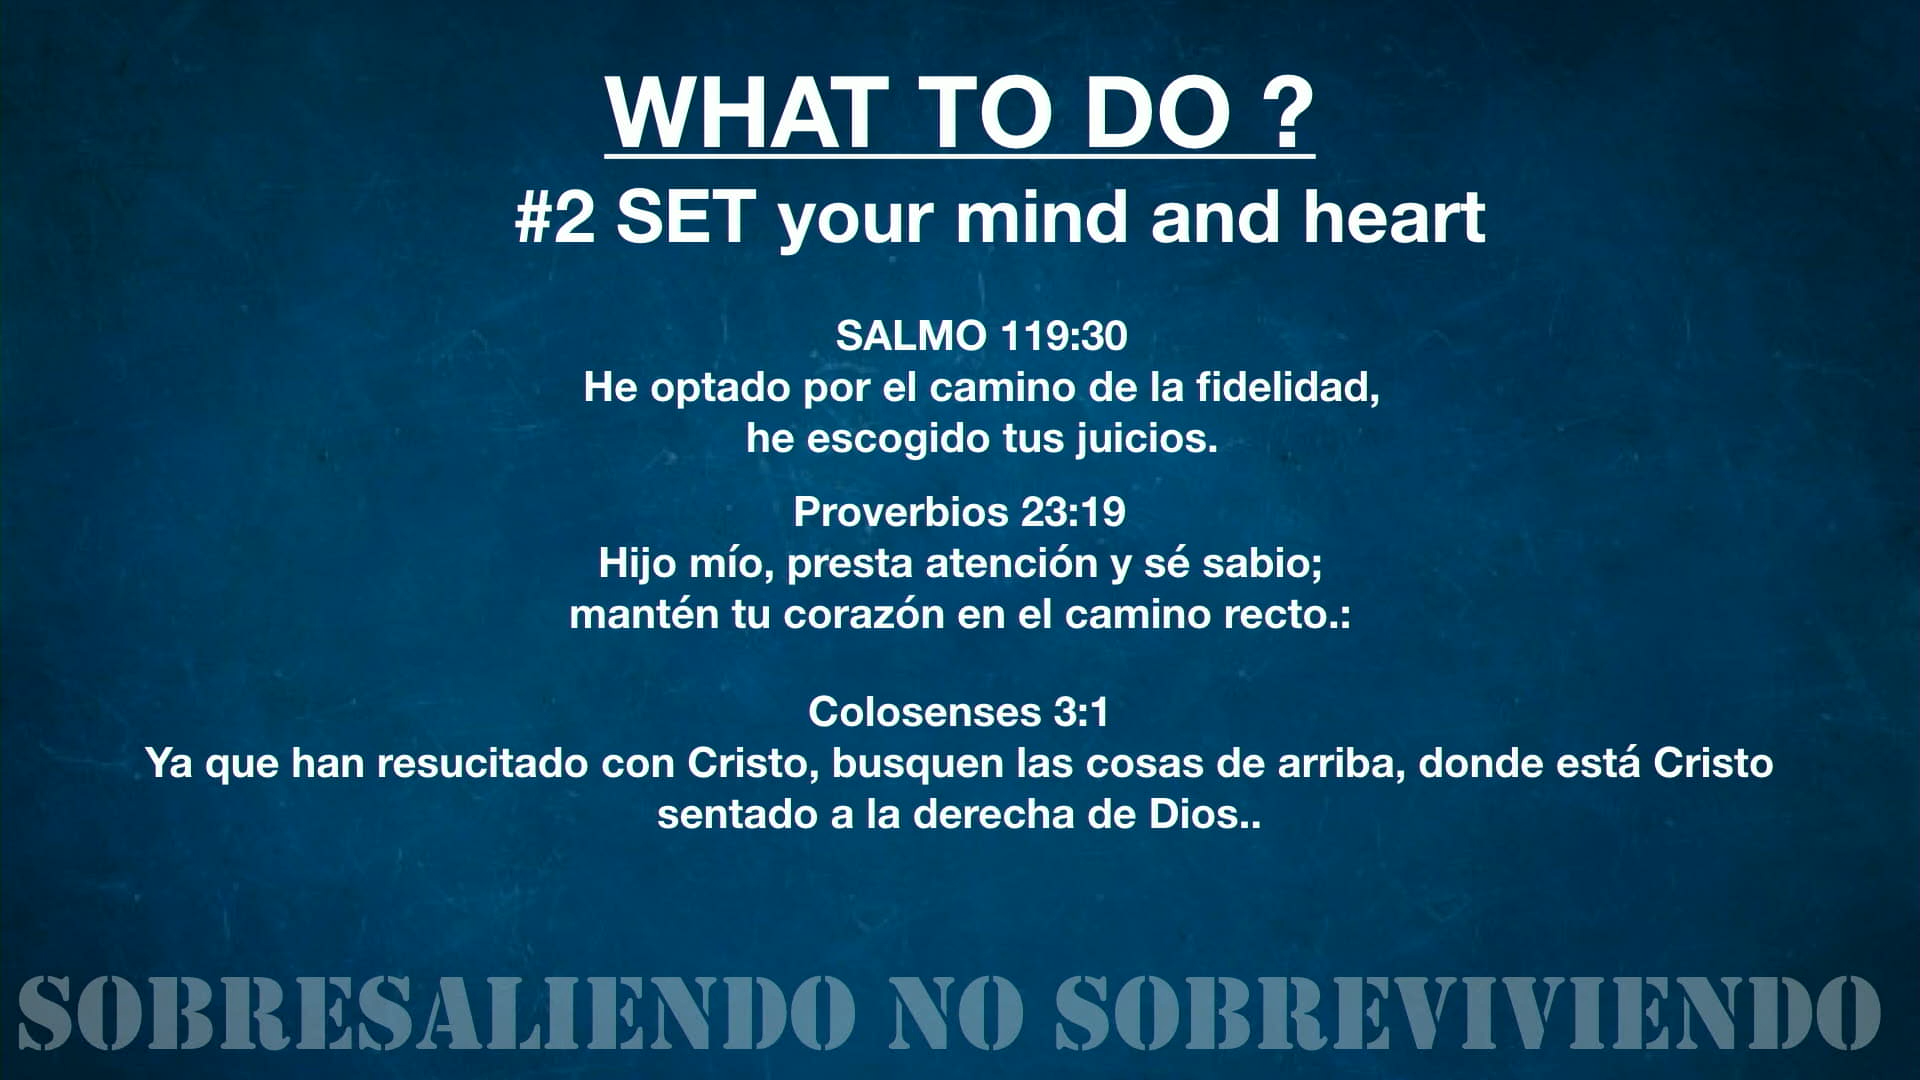 WHAT TO DO ?
#2 SET your mind and heart
SALMO 119:30
He optado por el camino de la fidelidad,
he escogido tus juicios.
Proverbios 23:19
Hijo mío, presta atención y sé sabio;
mantén tu corazón en el camino recto.:
Colosenses 3:1
Ya que han resucitado con Cristo, busquen las cosas de arriba, donde está Cristo
sentado a la derecha de Dios..
SOBRESALIENDO NO SOBREVIVIENDO